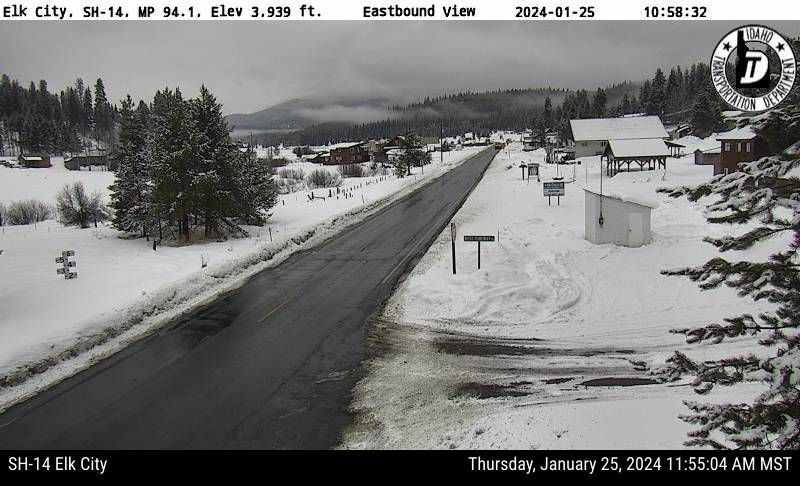 Elk City, SH-14, MP 94.1, Elev 3,939 ft. Eastbound View 2024-01-25 10:58:32
IDAHO
TRANSPORTATION DEPARTMENT
SH-14 Elk City Thursday, January 25, 2024 11:55:04 AM MST